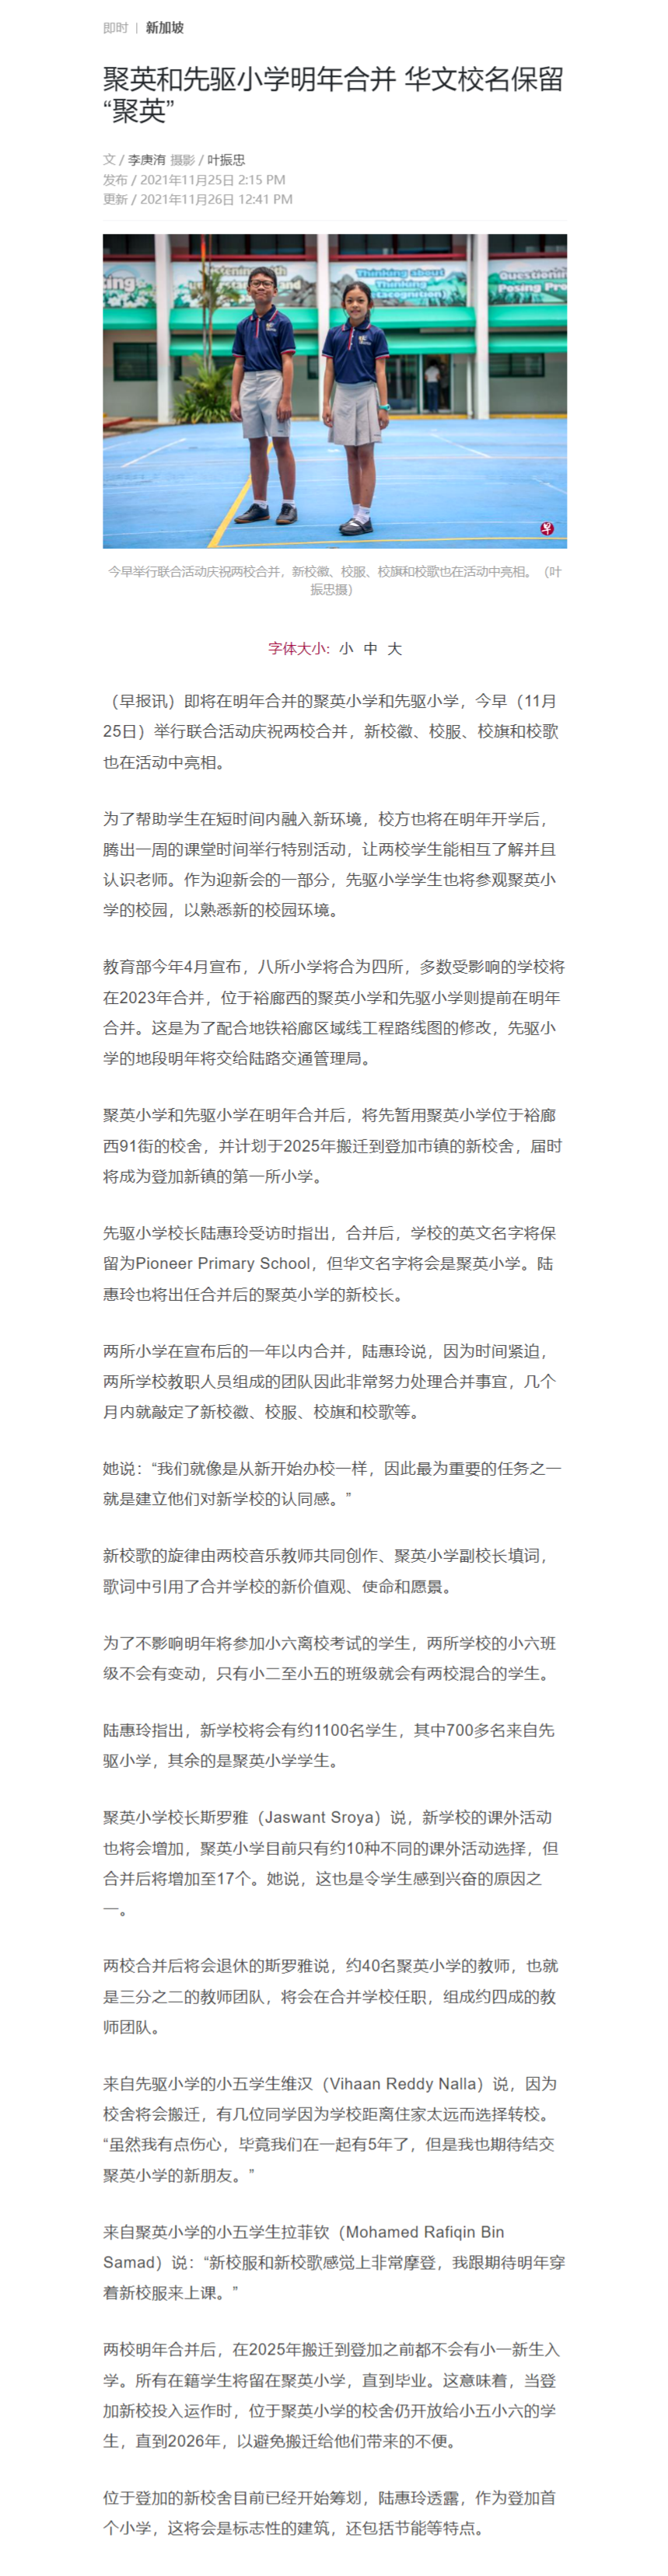 即时 | 新加坡
聚英和先驱小学明年合并 华文校名保留
“聚英”
文 / 李庚洧 摄影 / 叶振忠
发布 / 2021年11月25日 2:15 PM
更新 / 2021年11月26日 12:41 PM
Thinking about
Thinking
Questioning
Posing
今早举行联合活动庆祝两校合并，新校徽、校服、校旗和校歌也在活动中亮相。（叶
振忠摄）
字体大小: 小 中 大
（早报讯）即将在明年合并的聚英小学和先驱小学，今早（11月
25日）举行联合活动庆祝两校合并，新校徽、校服、校旗和校歌
也在活动中亮相。
为了帮助学生在短时间内融入新环境，校方也将在明年开学后，
腾出一周的课堂时间举行特别活动，让两校学生能相互了解并且
认识老师。作为迎新会的一部分，先驱小学学生也将参观聚英小
学的校园，以熟悉新的校园环境。
教育部今年4月宣布，八所小学将合为四所，多数受影响的学校将
在2023年合并，位于裕廊西的聚英小学和先驱小学则提前在明年
合并。这是为了配合地铁裕廊区域线工程路线图的修改，先驱小
学的地段明年将交给陆路交通管理局。
聚英小学和先驱小学在明年合并后，将先暂用聚英小学位于裕廊
西91街的校舍，并计划于2025年搬迁到登加市镇的新校舍，届时
将成为登加新镇的第一所小学。
先驱小学校长陆惠玲受访时指出，合并后，学校的英文名字将保
留为Pioneer Primary School，但华文名字将会是聚英小学。陆
惠玲也将出任合并后的聚英小学的新校长。
两所小学在宣布后的一年以内合并，陆惠玲说，因为时间紧迫，
两所学校教职人员组成的团队因此非常努力处理合并事宜，几个
月内就敲定了新校徽、校服、校旗和校歌等。
她说：“我们就像是从新开始办校一样，因此最为重要的任务之一
就是建立他们对新学校的认同感。”
新校歌的旋律由两校音乐教师共同创作、聚英小学副校长填词，
歌词中引用了合并学校的新价值观、使命和愿景。
为了不影响明年将参加小六离校考试的学生，两所学校的小六班
级不会有变动，只有小二至小五的班级就会有两校混合的学生。
陆惠玲指出，新学校将会有约1100名学生，其中700多名来自先
驱小学，其余的是聚英小学学生。
聚英小学校长斯罗雅（Jaswant Sroya）说，新学校的课外活动
也将会增加，聚英小学目前只有约10种不同的课外活动选择，但
合并后将增加至17个。她说，这也是令学生感到兴奋的原因之
一。
两校合并后将会退休的斯罗雅说，约40名聚英小学的教师，也就
是三分之二的教师团队，将会在合并学校任职，组成约四成的教
师团队。
来自先驱小学的小五学生维汉（Vihaan Reddy Nalla）说，因为
校舍将会搬迁，有几位同学因为学校距离住家太远而选择转校。
“虽然我有点伤心，毕竟我们在一起有5年了，但是我也期待结交
聚英小学的新朋友。”
来自聚英小学的小五学生拉菲钦（Mohamed Rafiqin Bin
Samad）说：“新校服和新校歌感觉上非常摩登，我跟期待明年穿
着新校服来上课。”
两校明年合并后，在2025年搬迁到登加之前都不会有小一新生入
学。所有在籍学生将留在聚英小学，直到毕业。这意味着，当登
加新校投入运作时，位于聚英小学的校舍仍开放给小五小六的学
生，直到2026年，以避免搬迁给他们带来的不便。
位于登加的新校舍目前已经开始筹划，陆惠玲透露，作为登加首
个小学，这将会是标志性的建筑，还包括节能等特点。